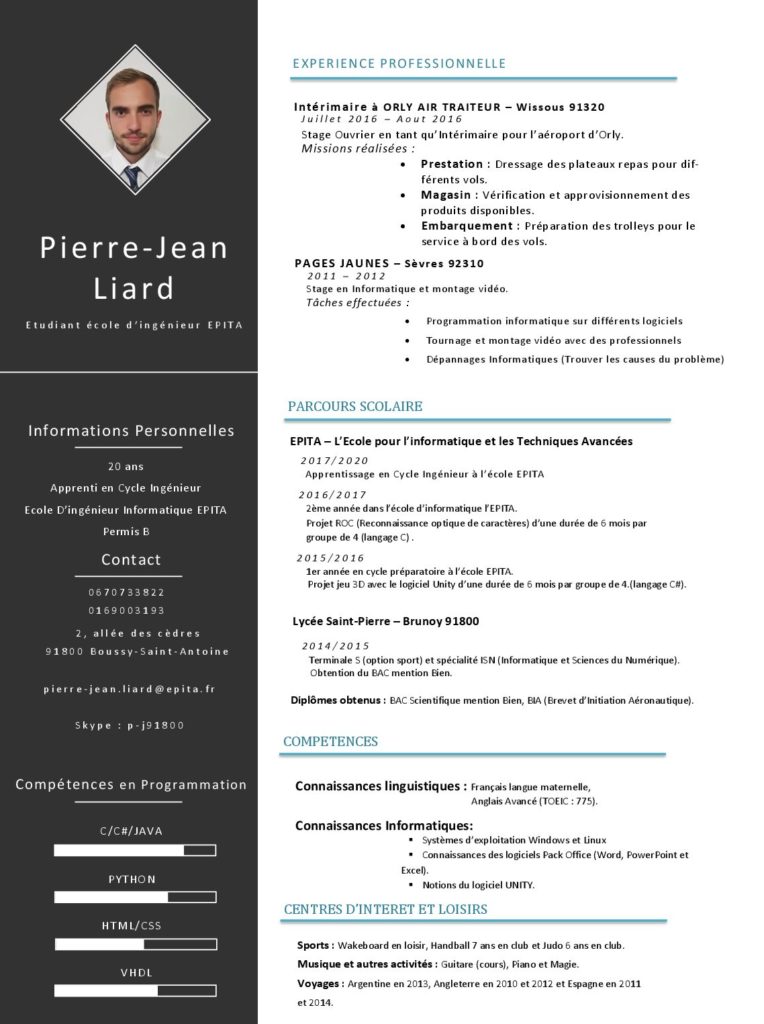 Pierre-Jean
Liard
Etudiant école d'ingénieur EPITA
Informations Personnelles
20 ans
Apprenti en Cycle Ingénieur
Ecole D'ingénieur Informatique EPITA
Permis B
Contact
0670733822
0169003193
2, allée des cèdres
91800 Boussy-Saint-Antoine
pierre-jean.liard@epita.fr
Skype : p-j91800
Compétences en Programmation
C/C#/JAVA
PYTHON
HTML/CSS
VHDL
EXPERIENCE PROFESSIONNELLE
Intérimaire à ORLY AIR TRAITEUR – Wissous 91320
Juillet 2016 – Aout 2016
Stage Ouvrier en tant qu'Intérimaire pour l'aéroport d'Orly.
Missions réalisées :
• Prestation : Dressage des plateaux repas pour dif-
férents vols.
• Magasin : Vérification et approvisionnement des
produits disponibles.
• Embarquement : Préparation des trolleys pour le
service à bord des vols.
PAGES JAUNES – Sèvres 92310
2011 – 2012
Stage en Informatique et montage vidéo.
Tâches effectuées :
• Programmation informatique sur différents logiciels
• Tournage et montage vidéo avec des professionnels
• Dépannages Informatiques (Trouver les causes du problème)
PARCOURS SCOLAIRE
EPITA – L'Ecole pour l'informatique et les Techniques Avancées
2017/2020
Apprentissage en Cycle Ingénieur à l'école EPITA
2016/2017
2ème année dans l'école d'informatique l'EPITA.
Projet ROC (Reconnaissance optique de caractères) d'une durée de 6 mois par
groupe de 4 (langage C) .
2015/2016
1er année en cycle préparatoire à l'école EPITA.
Projet jeu 3D avec le logiciel Unity d'une durée de 6 mois par groupe de 4.(langage C#).
Lycée Saint-Pierre – Brunoy 91800
2014/2015
Terminale S (option sport) et spécialité ISN (Informatique et Sciences du Numérique).
Obtention du BAC mention Bien.
Diplômes obtenus : BAC Scientifique mention Bien, BIA (Brevet d'Initiation Aéronautique).
COMPETENCES
Connaissances linguistiques : Français langue maternelle,
Anglais Avancé (TOEIC : 775).
Connaissances Informatiques:
▪ Systèmes d'exploitation Windows et Linux
▪ Connaissances des logiciels Pack Office (Word, PowerPoint et
Excel).
▪ Notions du logiciel UNITY.
CENTRES D'INTERET ET LOISIRS
Sports : Wakeboard en loisir, Handball 7 ans en club et Judo 6 ans en club.
Musique et autres activités : Guitare (cours), Piano et Magie.
Voyages : Argentine en 2013, Angleterre en 2010 et 2012 et Espagne en 2011
et 2014.